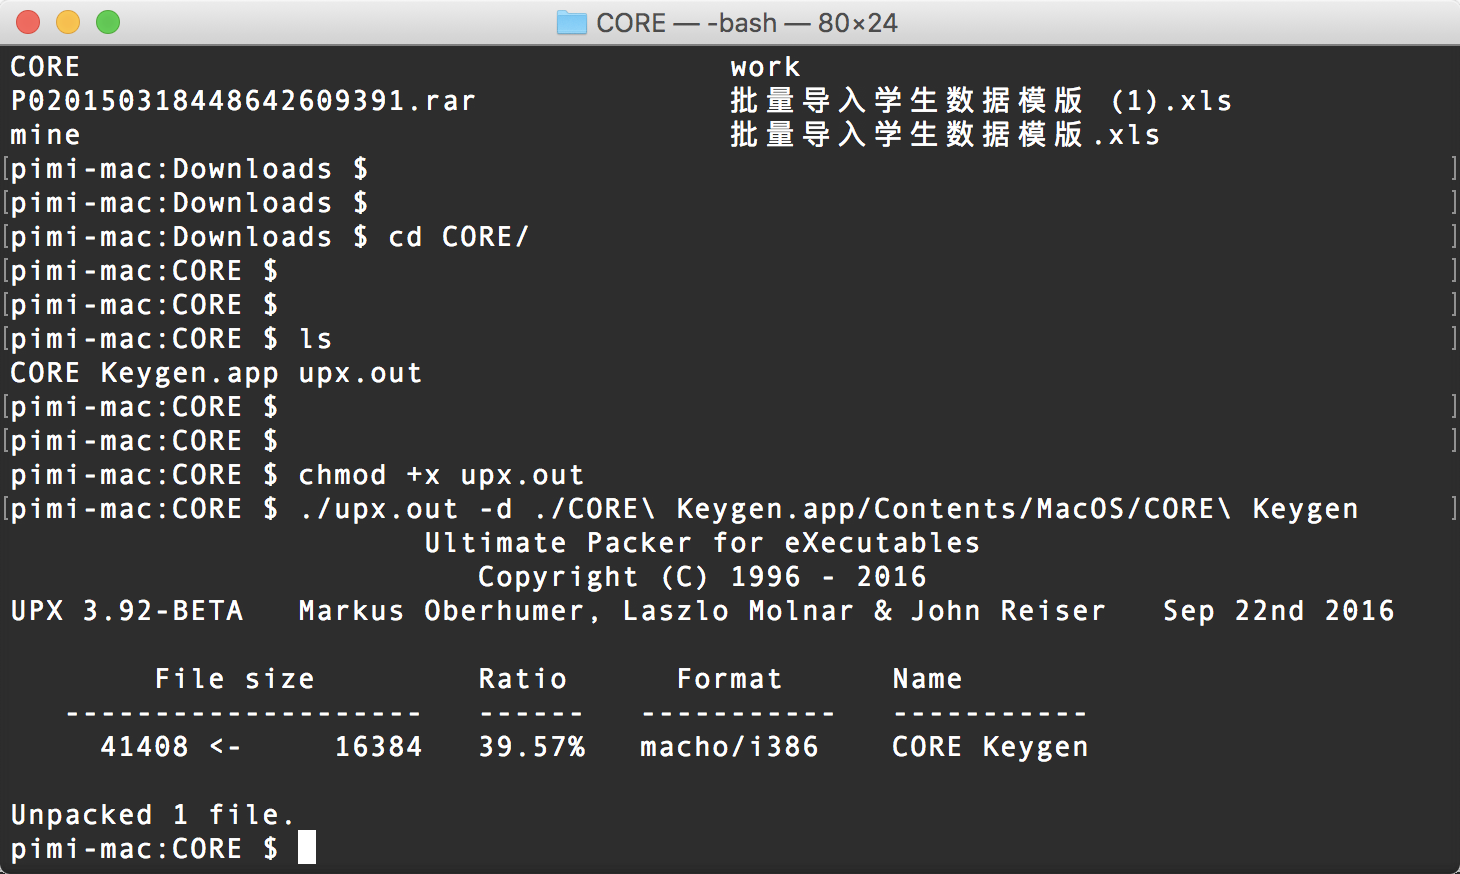 CORE — -bash — 80×24
CORE work
P020150318448642609391.rar 批量导入学生数据模版 (1).xls
mine 批量导入学生数据模版.xls
[pimi-mac:Downloads $ ]
[pimi-mac:Downloads $ ]
[pimi-mac:Downloads $ cd CORE/ ]
[pimi-mac:CORE $ ]
[pimi-mac:CORE $ ]
[pimi-mac:CORE $ ls ]
CORE Keygen.app upx.out
[pimi-mac:CORE $ ]
[pimi-mac:CORE $ ]
pimi-mac:CORE $ chmod +x upx.out
[pimi-mac:CORE $ ./upx.out -d ./CORE\ Keygen.app/Contents/MacOS/CORE\ Keygen ]
Ultimate Packer for eXecutables
Copyright (C) 1996 - 2016
UPX 3.92-BETA Markus Oberhumer, Laszlo Molnar & John Reiser Sep 22nd 2016
File size Ratio Format Name
-------------------- ------ ----------- -----------
41408 <- 16384 39.57% macho/i386 CORE Keygen
Unpacked 1 file.
pimi-mac:CORE $